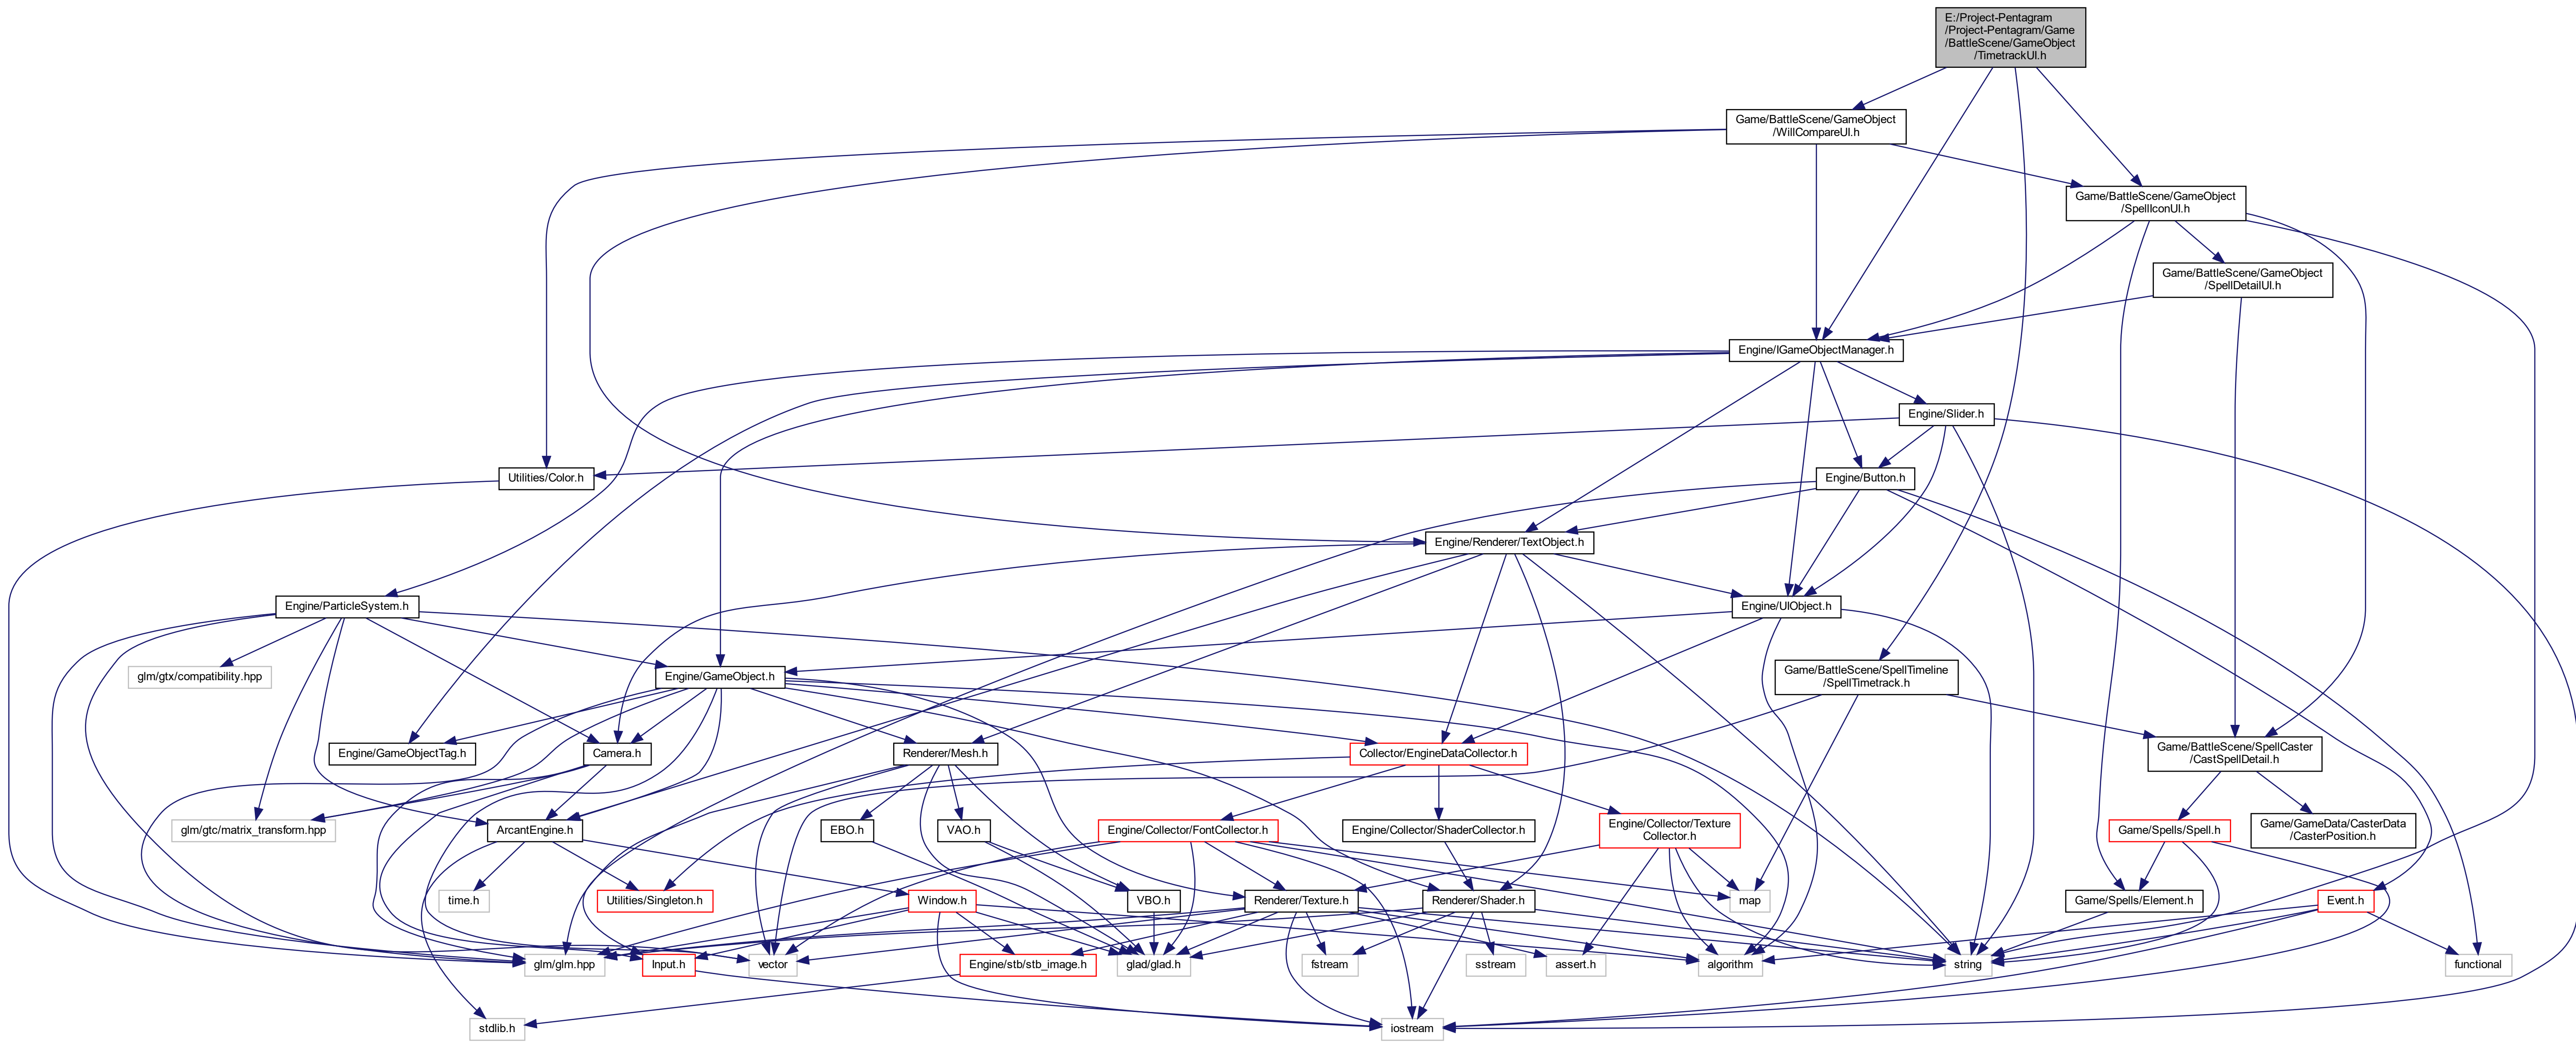 E:/Project-Pentagram
/Project-Pentagram/Game
/BattleScene/GameObject
/TimetrackUI.h
Game/BattleScene/GameObject
/WillCompareUI.h
Game/BattleScene/GameObject
/SpellIconUI.h
Game/BattleScene/GameObject
/SpellDetailUI.h
Engine/IGameObjectManager.h
Engine/Slider.h
Utilities/Color.h
Engine/Button.h
Engine/Renderer/TextObject.h
Engine/ParticleSystem.h
Engine/UIObject.h
glm/gtx/compatibility.hpp
Engine/GameObject.h
Game/BattleScene/SpellTimeline
/SpellTimetrack.h
Engine/GameObjectTag.h
Camera.h
Renderer/Mesh.h
Collector/EngineDataCollector.h
Game/BattleScene/SpellCaster
/CastSpellDetail.h
glm/gtc/matrix_transform.hpp
ArcantEngine.h
EBO.h
VAO.h
Engine/Collector/FontCollector.h
Engine/Collector/ShaderCollector.h
Engine/Collector/Texture
Collector.h
Game/Spells/Spell.h
Game/GameData/CasterData
/CasterPosition.h
time.h
Utilities/Singleton.h
Window.h
VBO.h
Renderer/Texture.h
Renderer/Shader.h
map
Game/Spells/Element.h
Event.h
glm/glm.hpp
Input.h
vector
Engine/stb/stb_image.h
glad/glad.h
fstream
sstream
assert.h
algorithm
string
functional
stdlib.h
iostream